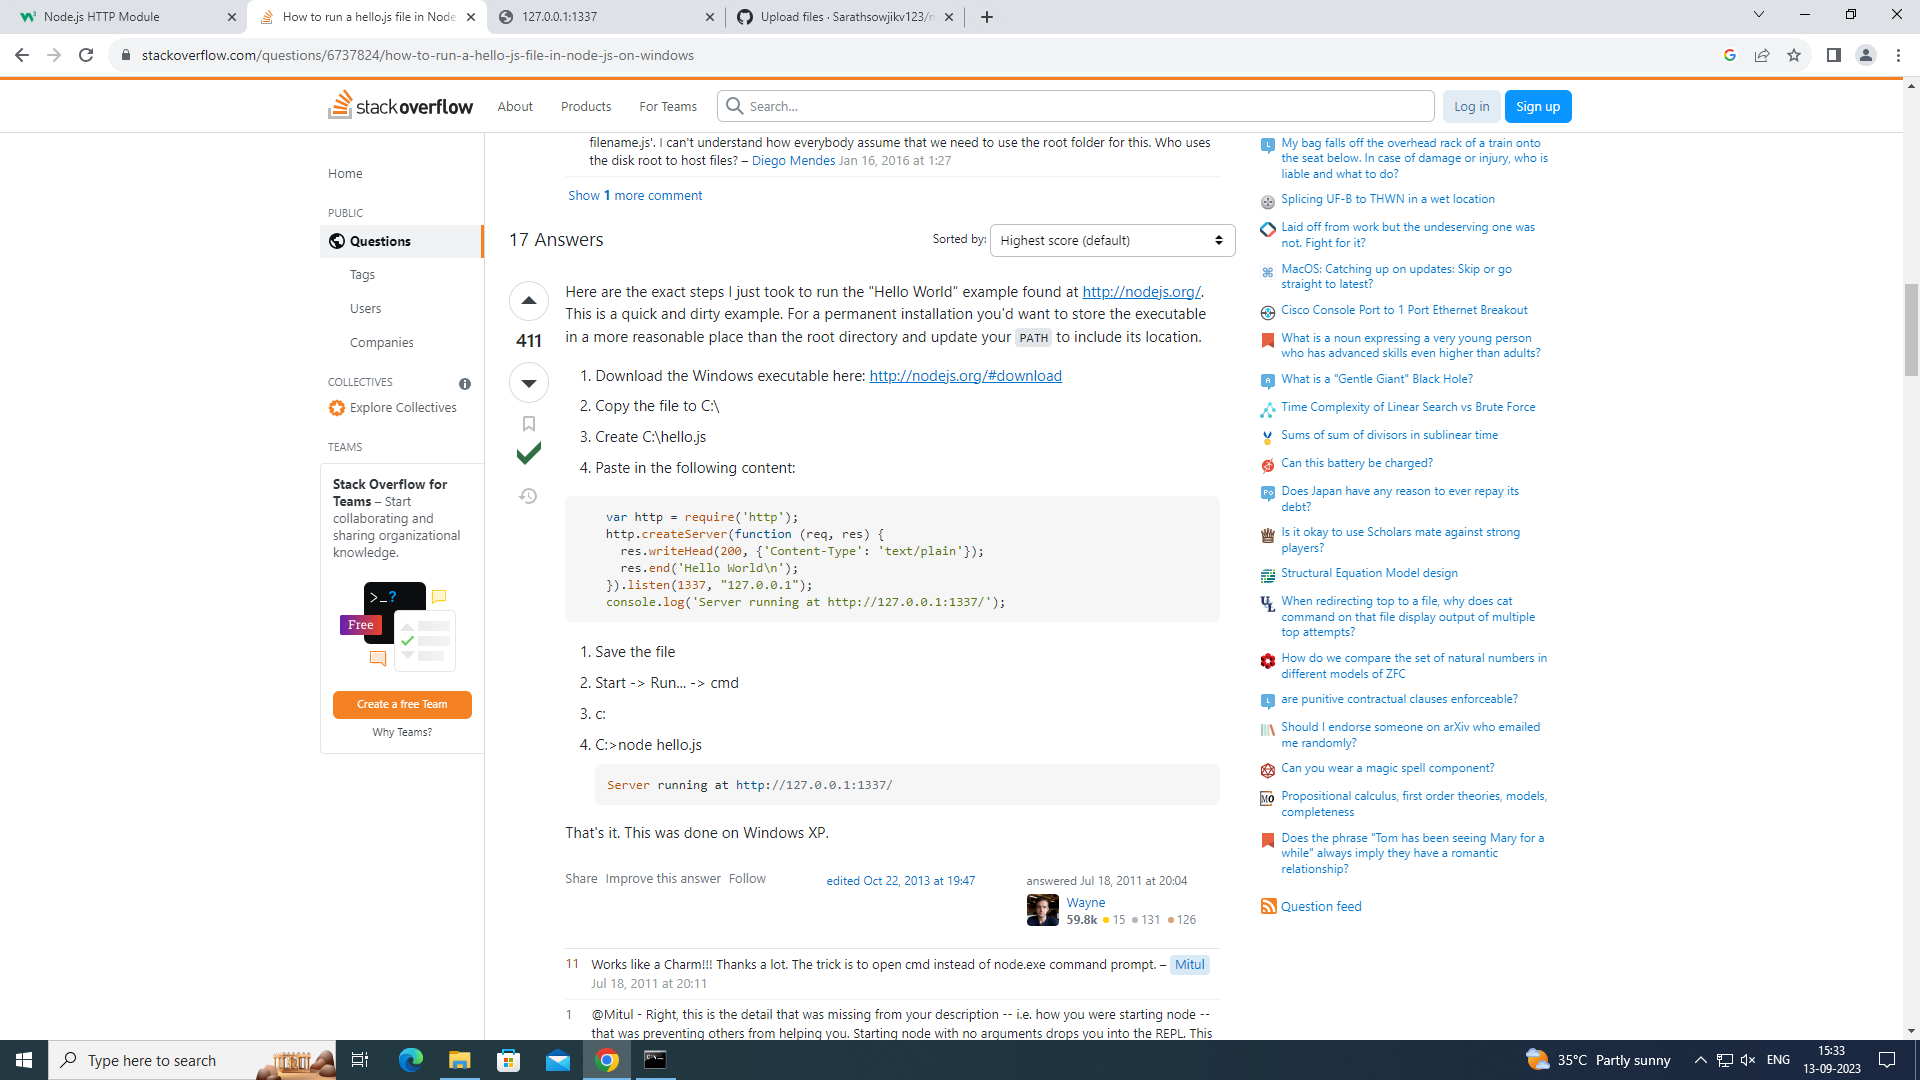 Node.js HTTP Module
How to run a hello.js file in Node.
127.0.0.1:1337
Upload files · Sarathsowjikv123/n
stackoverflow.com/questions/6737824/how-to-run-a-hello-js-file-in-node-js-on-windows
stackoverflow
About
Products
For Teams
Search...
Log in
Sign up
Home
PUBLIC
Questions
Tags
Users
Companies
COLLECTIVES
Explore Collectives
TEAMS
Stack Overflow for
Teams – Start
collaborating and
sharing organizational
knowledge.
>_?
Free
Create a free Team
Why Teams?
filename.js'. I can't understand how everybody assume that we need to use the root folder for this. Who uses
the disk root to host files? – Diego Mendes Jan 16, 2016 at 1:27
Show 1 more comment
17 Answers
Sorted by:
Highest score (default)
411
Here are the exact steps I just took to run the "Hello World" example found at http://nodejs.org/.
This is a quick and dirty example. For a permanent installation you'd want to store the executable
in a more reasonable place than the root directory and update your PATH to include its location.
1. Download the Windows executable here: http://nodejs.org/#download
2. Copy the file to C:\
3. Create C:\hello.js
4. Paste in the following content:
var http = require('http');
http.createServer(function (req, res) {
  res.writeHead(200, {'Content-Type': 'text/plain'});
  res.end('Hello World\n');
}).listen(1337, "127.0.0.1");
console.log('Server running at http://127.0.0.1:1337/');
1. Save the file
2. Start -> Run... -> cmd
3. c:
4. C:>node hello.js
Server running at http://127.0.0.1:1337/
That's it. This was done on Windows XP.
Share Improve this answer Follow
edited Oct 22, 2013 at 19:47
answered Jul 18, 2011 at 20:04
Wayne
59.8k 15 131 126
11 Works like a Charm!!! Thanks a lot. The trick is to open cmd instead of node.exe command prompt. – Mitul
Jul 18, 2011 at 20:11
1 @Mitul - Right, this is the detail that was missing from your description -- i.e. how you were starting node --
that was preventing others from helping you. Starting node with no arguments drops you into the REPL. This
My bag falls off the overhead rack of a train onto
the seat below. In case of damage or injury, who is
liable and what to do?
Splicing UF-B to THWN in a wet location
Laid off from work but the undeserving one was
not. Fight for it?
MacOS: Catching up on updates: Skip or go
straight to latest?
Cisco Console Port to 1 Port Ethernet Breakout
What is a noun expressing a very young person
who has advanced skills even higher than adults?
What is a "Gentle Giant" Black Hole?
Time Complexity of Linear Search vs Brute Force
Sums of sum of divisors in sublinear time
Can this battery be charged?
Does Japan have any reason to ever repay its
debt?
Is it okay to use Scholars mate against strong
players?
Structural Equation Model design
When redirecting top to a file, why does cat
command on that file display output of multiple
top attempts?
How do we compare the set of natural numbers in
different models of ZFC
are punitive contractual clauses enforceable?
Should I endorse someone on arXiv who emailed
me randomly?
Can you wear a magic spell component?
Propositional calculus, first order theories, models,
completeness
Does the phrase "Tom has been seeing Mary for a
while" always imply they have a romantic
relationship?
Question feed
Type here to search
35°C Partly sunny
ENG
15:33
13-09-2023